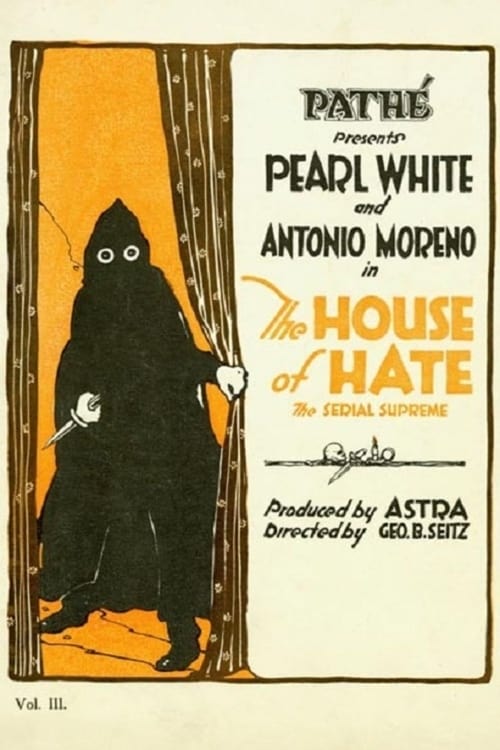 PATHÉ
Presents
PEARL WHITE
and
ANTONIO MORENO
in
The HOUSE
of HATE
The SERIAL SUPREME
Produced by ASTRA
Directed by GEO. B. SEITZ
Vol. III.